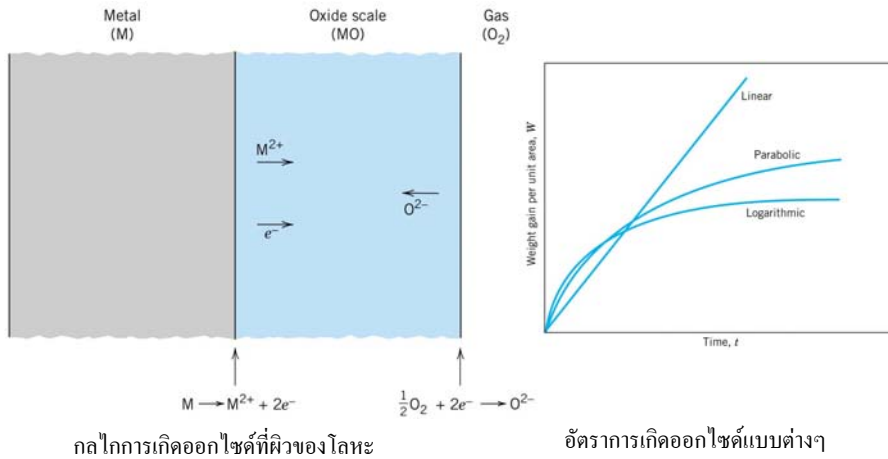 Metal
(M)
Oxide scale
(MO)
Gas
(O₂)
M²⁺
O²⁻
e⁻
M → M²⁺ + 2e⁻
½O₂ + 2e⁻ → O²⁻
กลไกการเกิดออกไซด์ที่ผิวของโลหะ
Weight gain per unit area, W
Linear
Parabolic
Logarithmic
Time, t
อัตราการเกิดออกไซด์แบบต่างๆ